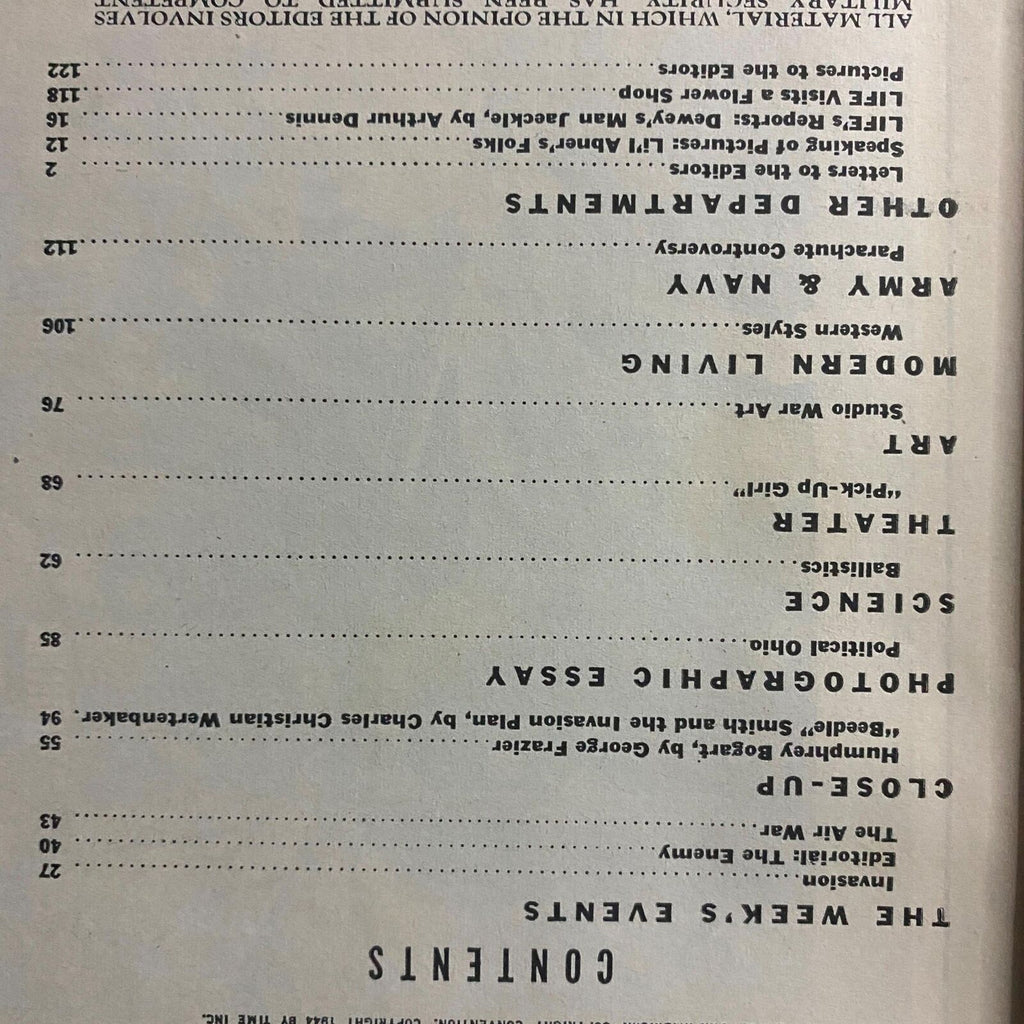 CONVENTION. COPYRIGHT 1944 BY TIME INC.
CONTENTS
THE WEEK'S EVENTS
Invasion 27
Editorial: The Enemy 40
The Air War 43
CLOSE-UP
Humphrey Bogart, by George Frazier 55
"Beedle" Smith and the Invasion Plan, by Charles Christian Wertenbaker. 94
PHOTOGRAPHIC ESSAY
Political Ohio 85
SCIENCE
Ballistics 62
THEATER
"Pick-Up Girl" 68
ART
Studio War Art 76
MODERN LIVING
Western Styles 106
ARMY & NAVY
Parachute Controversy 112
OTHER DEPARTMENTS
Letters to the Editors 2
Speaking of Pictures: Li'l Abner's Folks 12
LIFE's Reports: Dewey's Man Jaeckle, by Arthur Dennis 16
LIFE Visits a Flower Shop 118
Pictures to the Editors 122
ALL MATERIAL, WHICH IN THE OPINION OF THE EDITORS INVOLVES
MILITARY SECURITY, HAS BEEN SUBMITTED TO COMPETENT